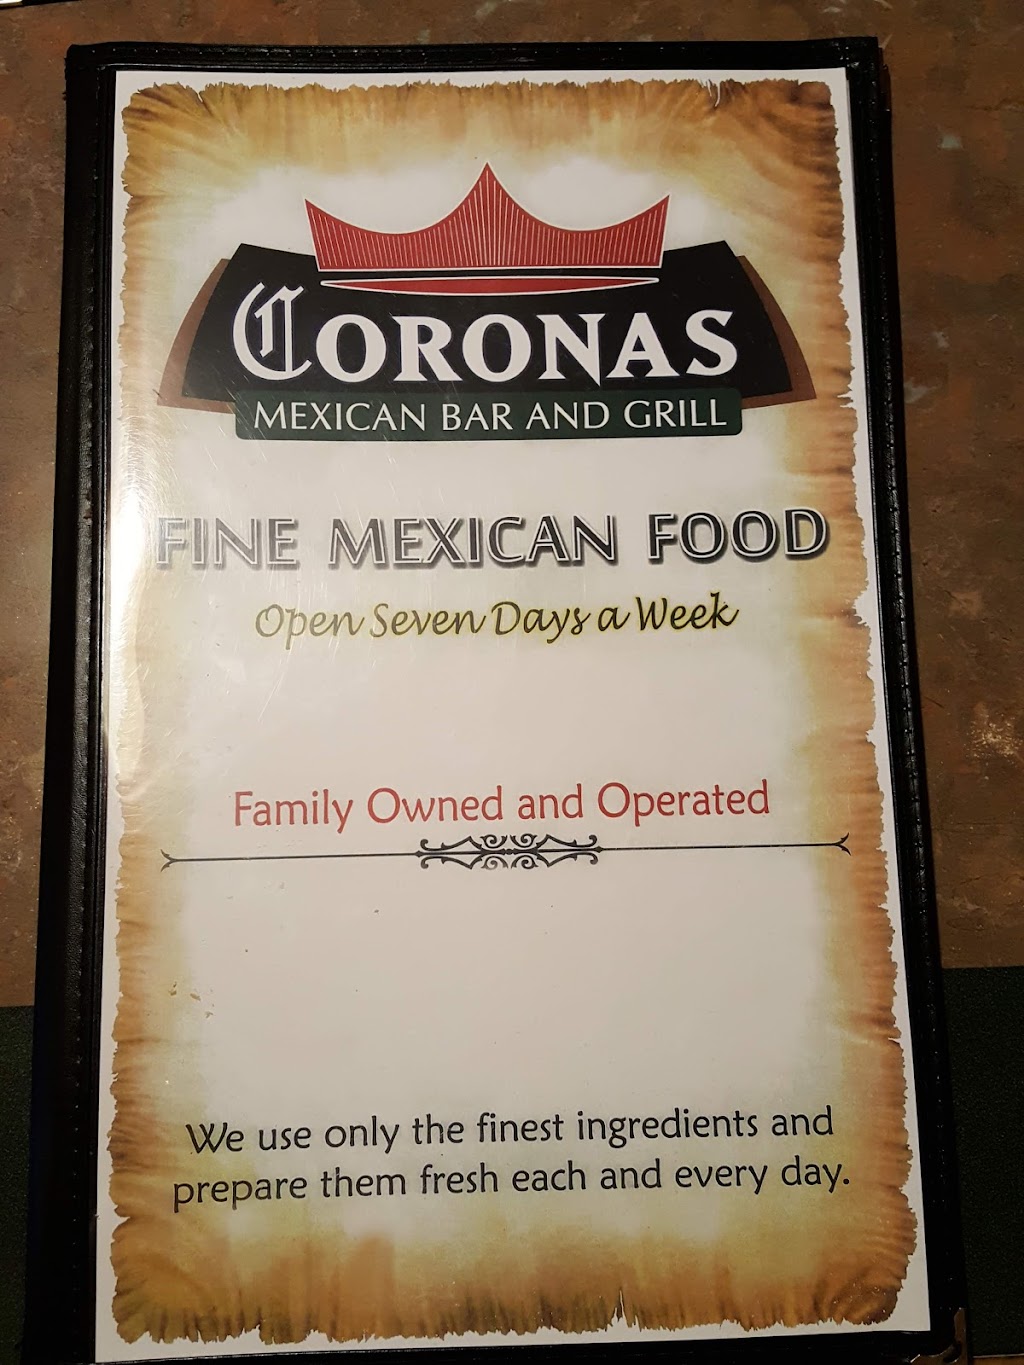 CORONAS
MEXICAN BAR AND GRILL
FINE MEXICAN FOOD
Open Seven Days a Week
Family Owned and Operated
We use only the finest ingredients and
prepare them fresh each and every day.